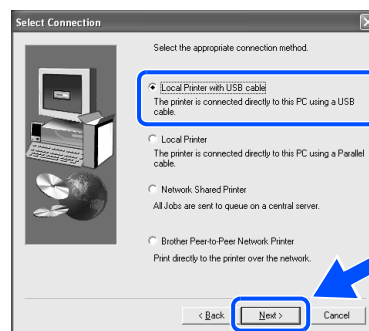 Select Connection
Select the appropriate connection method.
Local Printer with USB cable
The printer is connected directly to this PC using a USB
cable.
Local Printer
The printer is connected directly to this PC using a Parallel
cable.
Network Shared Printer
All Jobs are sent to queue on a central server.
Brother Peer-to-Peer Network Printer
Print directly to the printer over the network.
< Back Next > Cancel